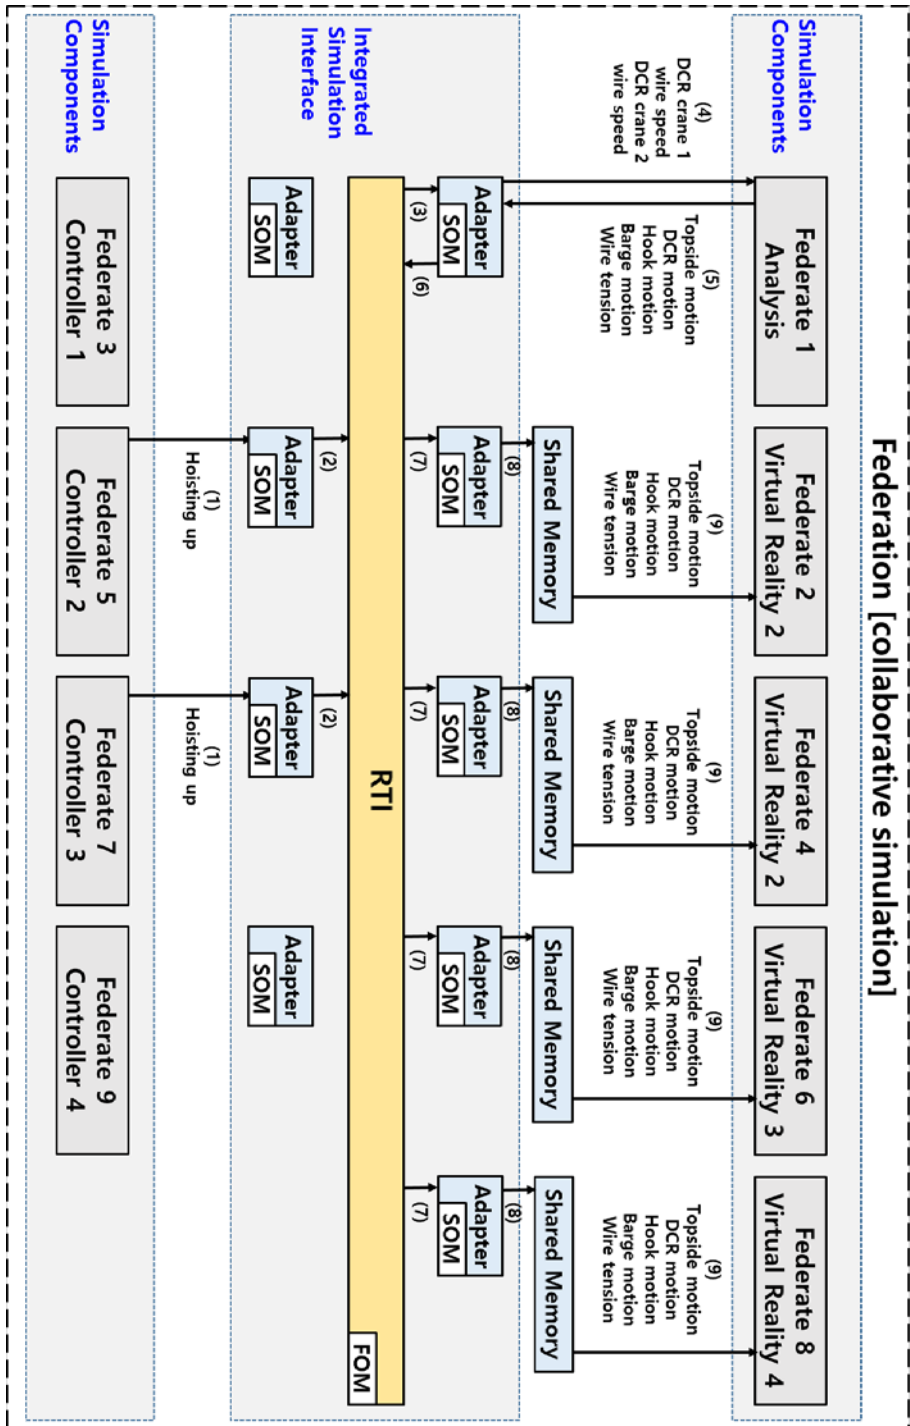 Federation [collaborative simulation]
Simulation
Components
Federate 1
Analysis
Federate 2
Virtual Reality 2
Federate 4
Virtual Reality 2
Federate 6
Virtual Reality 3
Federate 8
Virtual Reality 4
(4)
DCR crane 1
wire speed
DCR crane 2
wire speed
(5)
Topside motion
DCR motion
Hook motion
Barge motion
Wire tension
(9)
Topside motion
DCR motion
Hook motion
Barge motion
Wire tension
(9)
Topside motion
DCR motion
Hook motion
Barge motion
Wire tension
(9)
Topside motion
DCR motion
Hook motion
Barge motion
Wire tension
(9)
Topside motion
DCR motion
Hook motion
Barge motion
Wire tension
Shared Memory
Shared Memory
Shared Memory
Shared Memory
(8)
(8)
(8)
(8)
Integrated
Simulation
Interface
Adapter
SOM
Adapter
SOM
Adapter
SOM
Adapter
SOM
Adapter
SOM
(3)
(6)
(7)
(7)
(7)
(7)
RTI
FOM
(2)
(2)
Adapter
SOM
Adapter
SOM
Adapter
SOM
Adapter
SOM
(1)
Hoisting up
(1)
Hoisting up
Simulation
Components
Federate 3
Controller 1
Federate 5
Controller 2
Federate 7
Controller 3
Federate 9
Controller 4